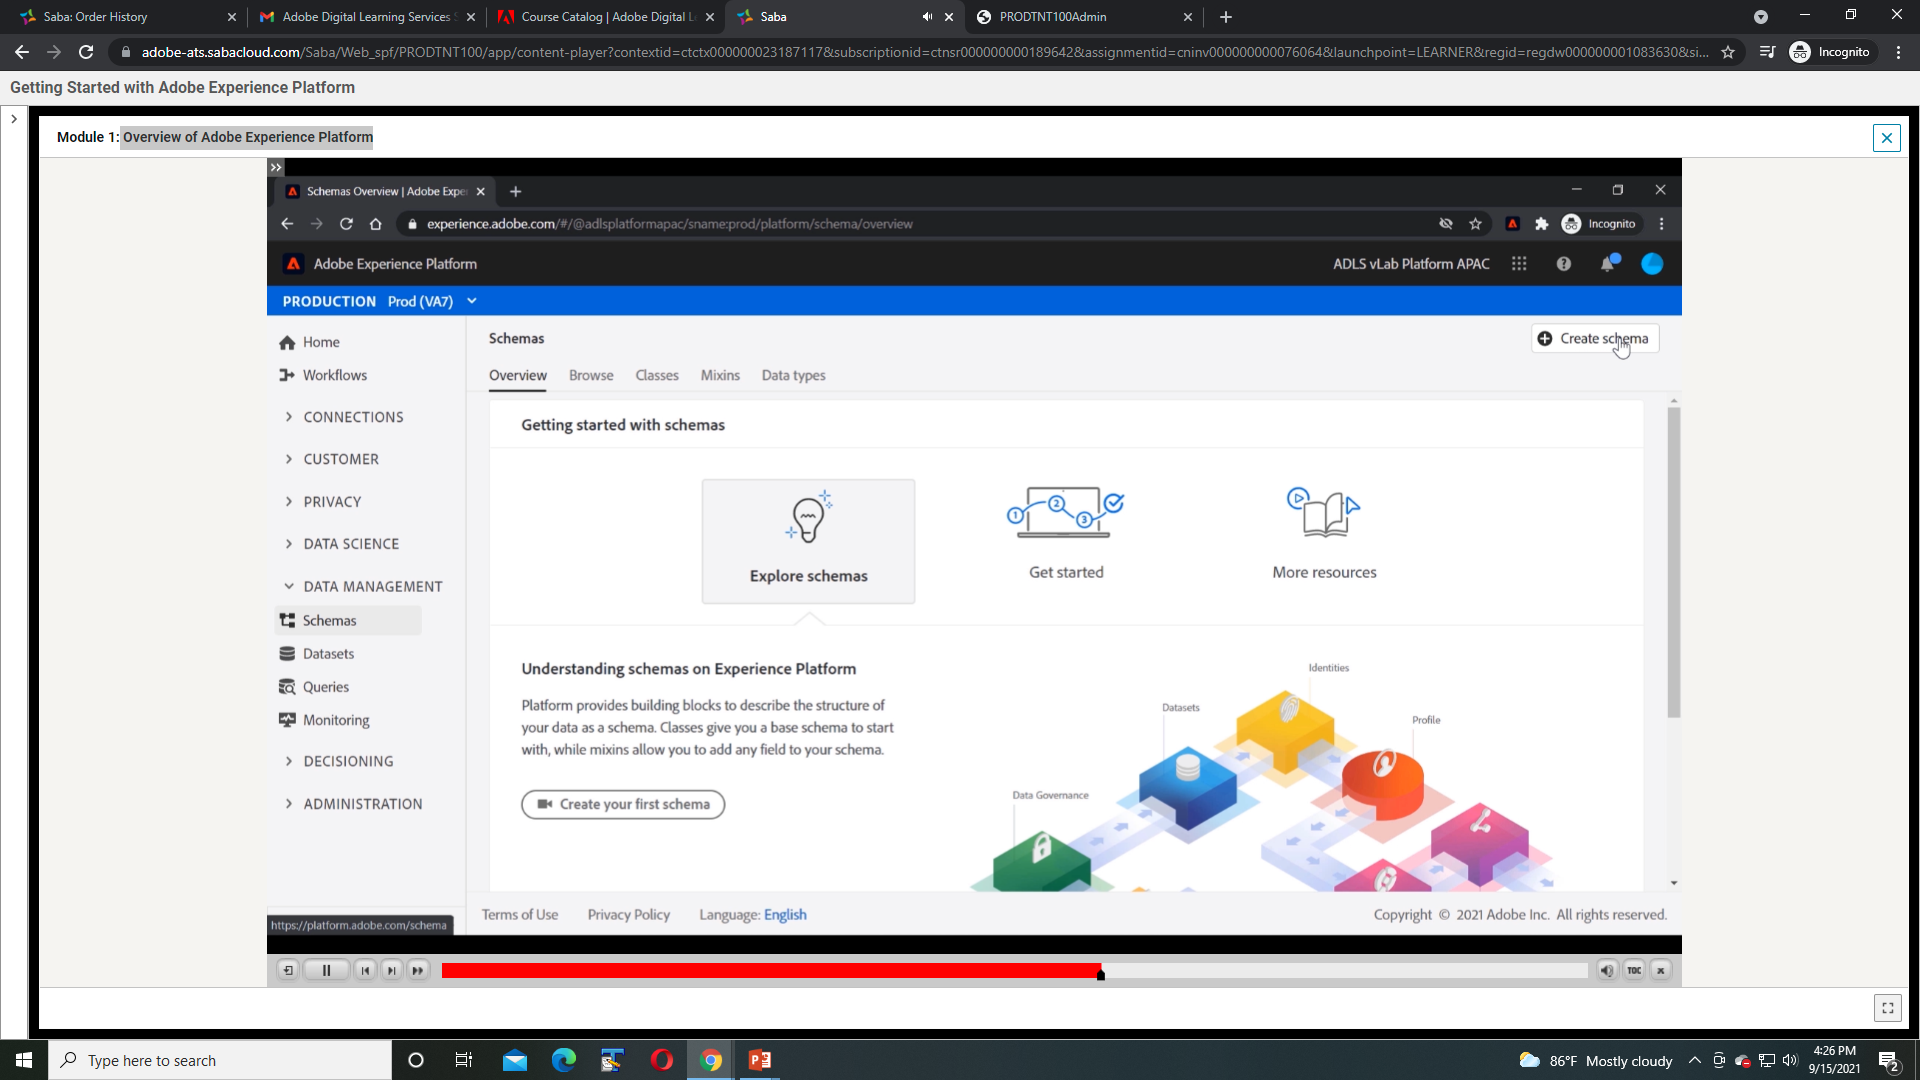 Saba: Order History
Adobe Digital Learning Services S
Course Catalog | Adobe Digital L
Saba
PRODTNT100Admin
adobe-ats.sabacloud.com/Saba/Web_spf/PRODTNT100/app/content-player?contextid=ctctx000000023187117&subscriptionid=ctnsr000000000189642&assignmentid=cninv000000000076064&launchpoint=LEARNER&regid=regdw000000001083630&si...
Incognito
Getting Started with Adobe Experience Platform
Module 1: Overview of Adobe Experience Platform
Schemas Overview | Adobe Expe
experience.adobe.com/#/@adlsplatformapac/sname:prod/platform/schema/overview
Incognito
Adobe Experience Platform
ADLS vLab Platform APAC
PRODUCTION Prod (VA7)
Home
Workflows
CONNECTIONS
CUSTOMER
PRIVACY
DATA SCIENCE
DATA MANAGEMENT
Schemas
Datasets
Queries
Monitoring
DECISIONING
ADMINISTRATION
Schemas
Create schema
Overview Browse Classes Mixins Data types
Getting started with schemas
Explore schemas
Get started
More resources
Understanding schemas on Experience Platform
Platform provides building blocks to describe the structure of
your data as a schema. Classes give you a base schema to start
with, while mixins allow you to add any field to your schema.
Create your first schema
Identities
Datasets
Profile
Data Governance
Terms of Use Privacy Policy Language: English
Copyright © 2021 Adobe Inc. All rights reserved.
https://platform.adobe.com/schema
TOC
Type here to search
86°F Mostly cloudy
4:26 PM
9/15/2021
2